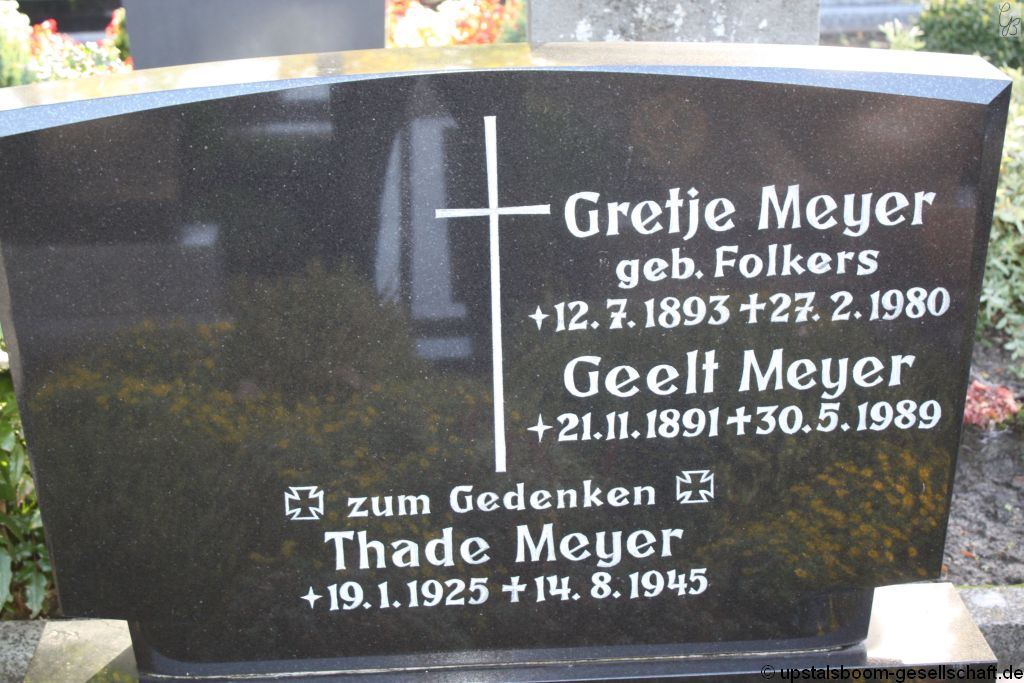 Gretje Meyer
geb. Folkers
12. 7. 1893 † 27. 2. 1980
Geelt Meyer
21. 11. 1891 † 30. 5. 1989
zum Gedenken
Thade Meyer
19. 1. 1925 † 14. 8. 1945
© upstalsboom-gesellschaft.de